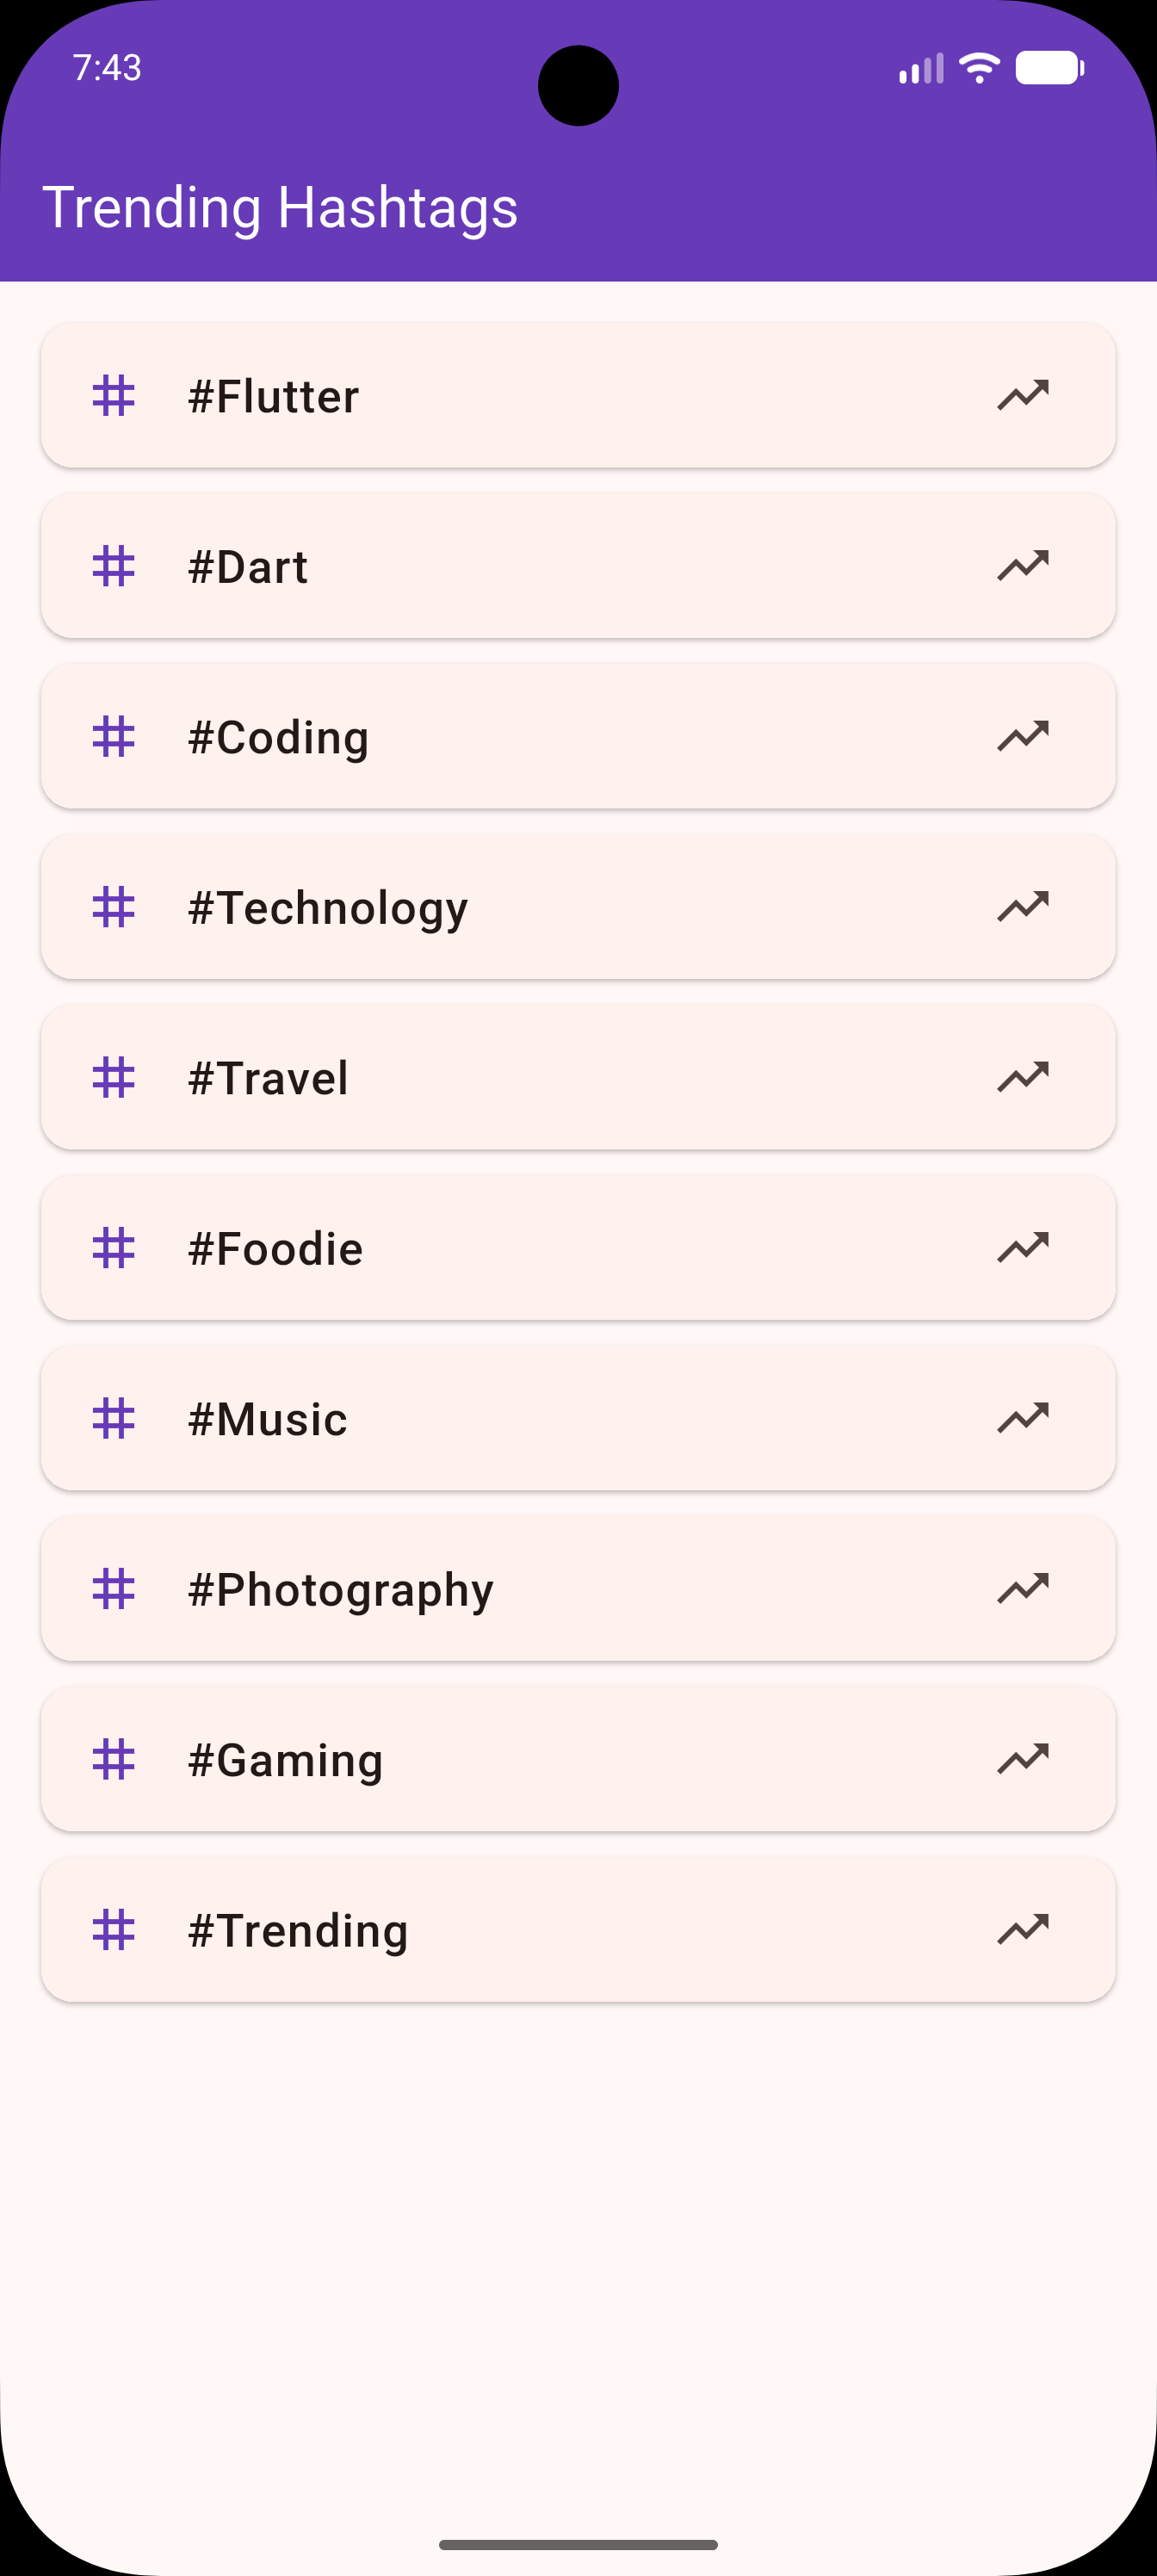 7:43
Trending Hashtags
#Flutter
#Dart
#Coding
#Technology
#Travel
#Foodie
#Music
#Photography
#Gaming
#Trending